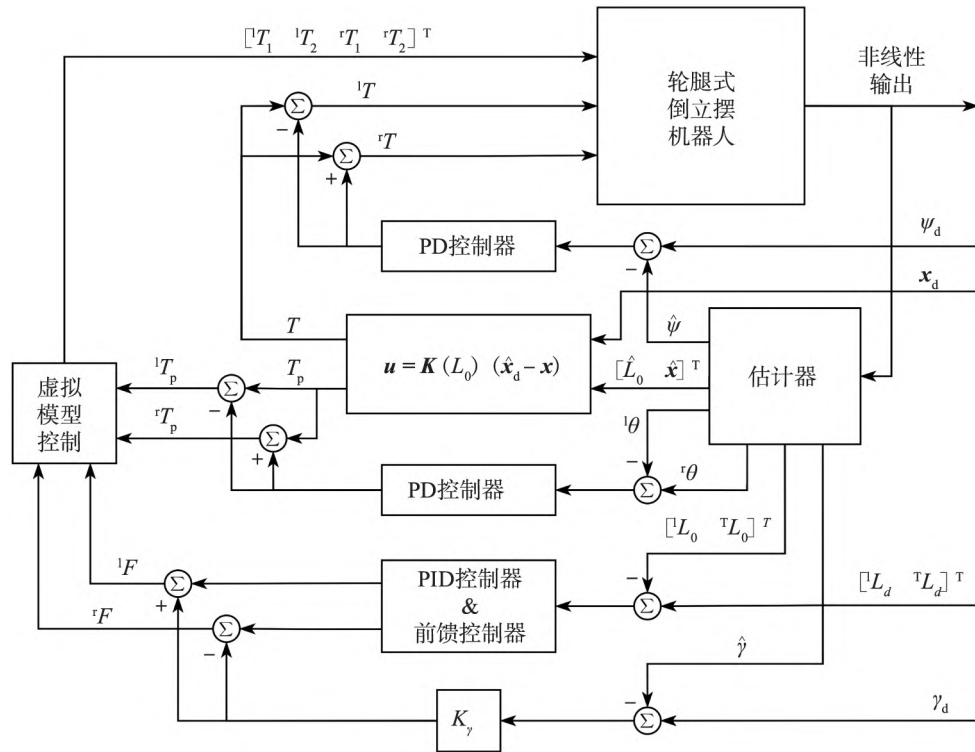 [ˡT₁ ˡT₂ ʳT₁ ʳT₂]ᵀ
轮腿式
倒立摆
机器人
非线性
输出
Σ
−
ˡT
Σ
+
ʳT
PD控制器
Σ
−
ψ_d
x_d
T
ψ̂
u = K (L₀) (x̂_d − x)
[L̂₀ x̂]ᵀ
估计器
虚拟
模型
控制
ˡT_p
Σ
−
T_p
ʳT_p
Σ
+
ˡθ
−
Σ
ʳθ
PD控制器
[ˡL₀ ᵀL₀]ᵀ
ˡF
Σ
+
PID控制器
&
前馈控制器
−
Σ
[ˡL_d ᵀL_d]ᵀ
ʳF
Σ
−
γ̂
K_γ
−
Σ
γ_d